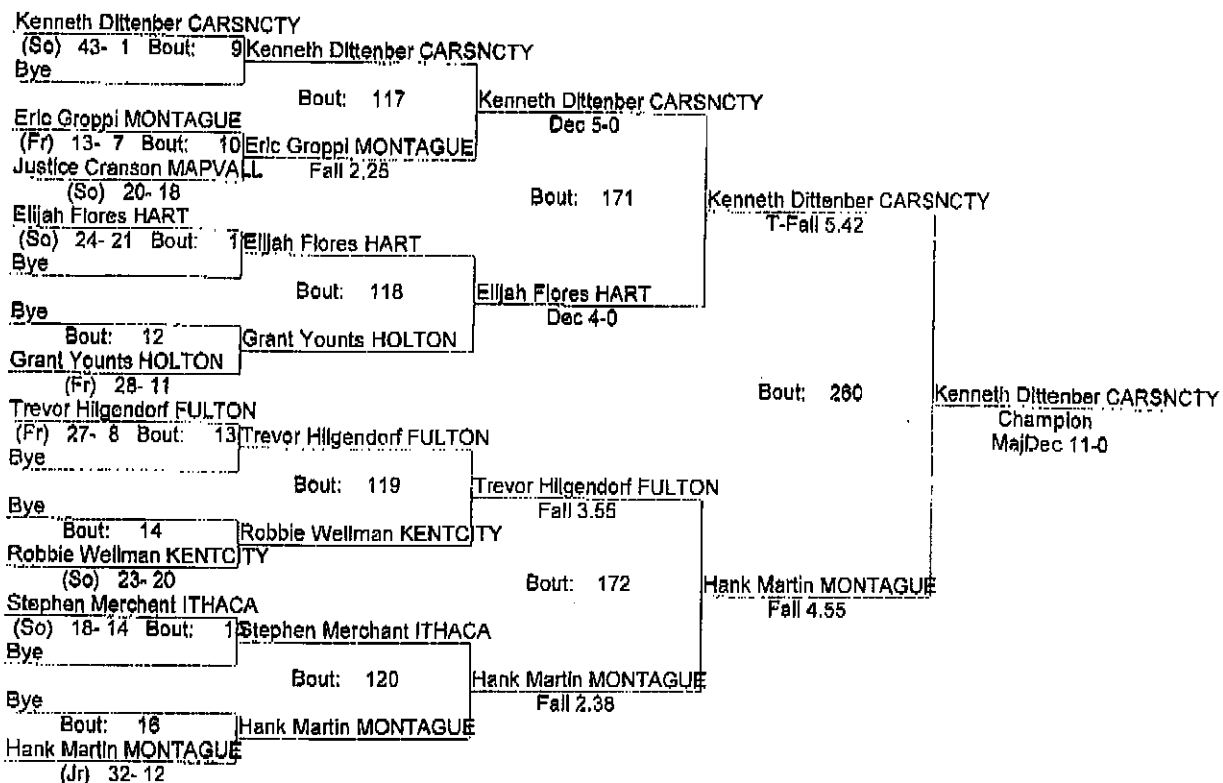 Kenneth Dittenber CARSNCTY
(So) 43- 1 Bout: 9
Bye
Kenneth Dittenber CARSNCTY
Bout: 117
Eric Groppi MONTAGUE
(Fr) 13- 7 Bout: 10
Justice Cranson MAPVALL
(So) 20- 18
Eric Groppi MONTAGUE
Fall 2.25
Kenneth Dittenber CARSNCTY
Dec 5-0
Bout: 171
Elijah Flores HART
(So) 24- 21 Bout: 1
Bye
Elijah Flores HART
Bout: 118
Bye
Bout: 12
Grant Younts HOLTON
(Fr) 28- 11
Grant Younts HOLTON
Elijah Flores HART
Dec 4-0
Kenneth Dittenber CARSNCTY
T-Fall 5.42
Bout: 260
Trevor Hilgendorf FULTON
(Fr) 27- 8 Bout: 13
Bye
Trevor Hilgendorf FULTON
Bout: 119
Bye
Bout: 14
Robbie Wellman KENTCITY
(So) 23- 20
Robbie Wellman KENTCITY
Trevor Hilgendorf FULTON
Fall 3.55
Bout: 172
Stephen Merchant ITHACA
(So) 18- 14 Bout: 1
Bye
Stephen Merchant ITHACA
Bout: 120
Bye
Bout: 16
Hank Martin MONTAGUE
(Jr) 32- 12
Hank Martin MONTAGUE
Hank Martin MONTAGUE
Fall 2.38
Hank Martin MONTAGUE
Fall 4.55
Kenneth Dittenber CARSNCTY
Champion
MajDec 11-0